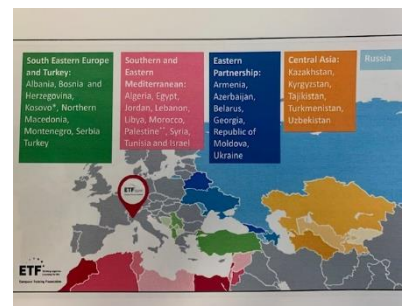 South Eastern Europe
and Turkey:
Albania, Bosnia and
Herzegovina,
Kosovo*, Northern
Macedonia,
Montenegro, Serbia
Turkey
Southern and
Eastern
Mediterranean:
Algeria, Egypt,
Jordan, Lebanon,
Libya, Morocco,
Palestine**, Syria,
Tunisia and Israel
Eastern
Partnership:
Armenia,
Azerbaijan,
Belarus,
Georgia,
Republic of
Moldova,
Ukraine
Central Asia:
Kazakhstan,
Kyrgyzstan,
Tajikistan,
Turkmenistan,
Uzbekistan
Russia
ETF
ETF
European Training Foundation